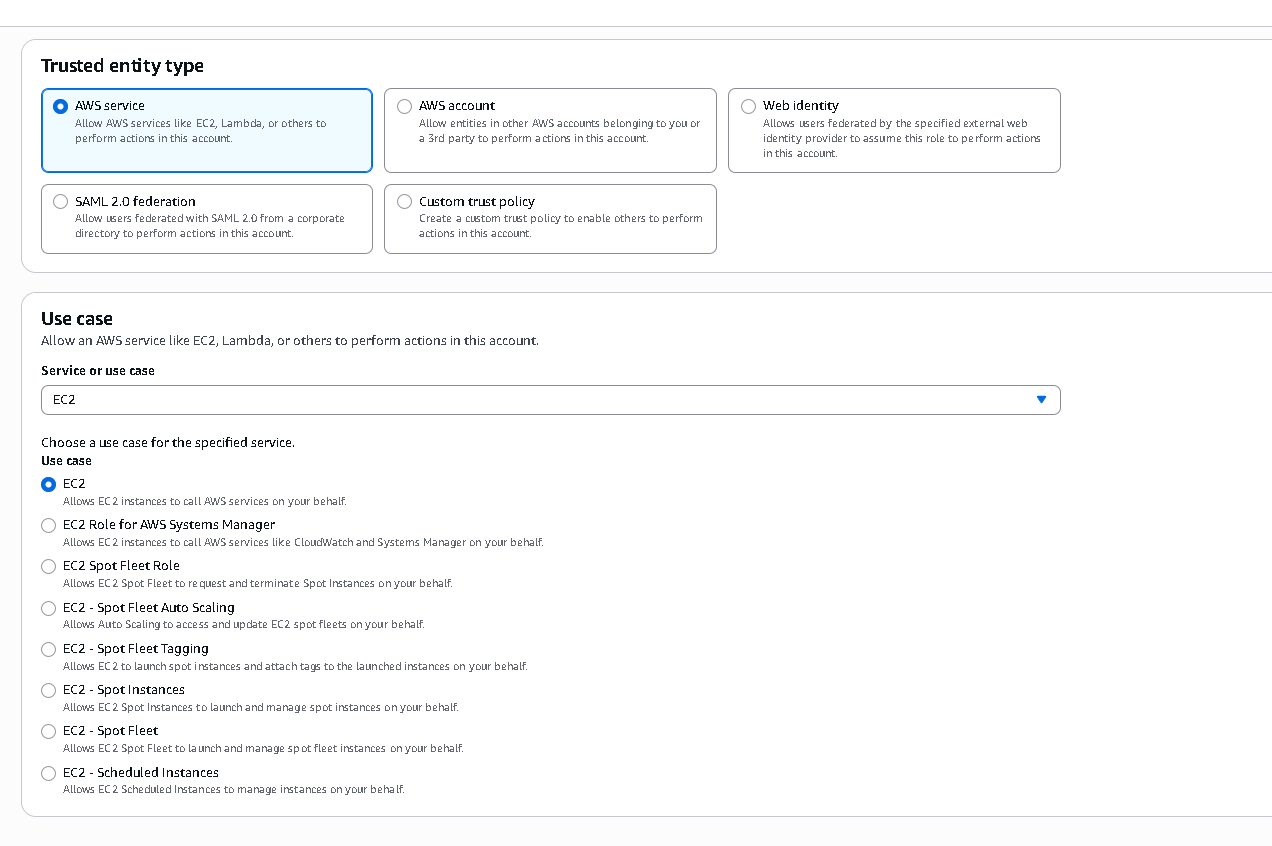 Trusted entity type
AWS service
Allow AWS services like EC2, Lambda, or others to
perform actions in this account.
AWS account
Allow entities in other AWS accounts belonging to you or
a 3rd party to perform actions in this account.
Web identity
Allows users federated by the specified external web
identity provider to assume this role to perform actions
in this account.
SAML 2.0 federation
Allow users federated with SAML 2.0 from a corporate
directory to perform actions in this account.
Custom trust policy
Create a custom trust policy to enable others to perform
actions in this account.
Use case
Allow an AWS service like EC2, Lambda, or others to perform actions in this account.
Service or use case
EC2
Choose a use case for the specified service.
Use case
EC2
Allows EC2 instances to call AWS services on your behalf.
EC2 Role for AWS Systems Manager
Allows EC2 instances to call AWS services like CloudWatch and Systems Manager on your behalf.
EC2 Spot Fleet Role
Allows EC2 Spot Fleet to request and terminate Spot Instances on your behalf.
EC2 - Spot Fleet Auto Scaling
Allows Auto Scaling to access and update EC2 spot fleets on your behalf.
EC2 - Spot Fleet Tagging
Allows EC2 to launch spot instances and attach tags to the launched instances on your behalf.
EC2 - Spot Instances
Allows EC2 Spot Instances to launch and manage spot instances on your behalf.
EC2 - Spot Fleet
Allows EC2 Spot Fleet to launch and manage spot fleet instances on your behalf.
EC2 - Scheduled Instances
Allows EC2 Scheduled Instances to manage instances on your behalf.